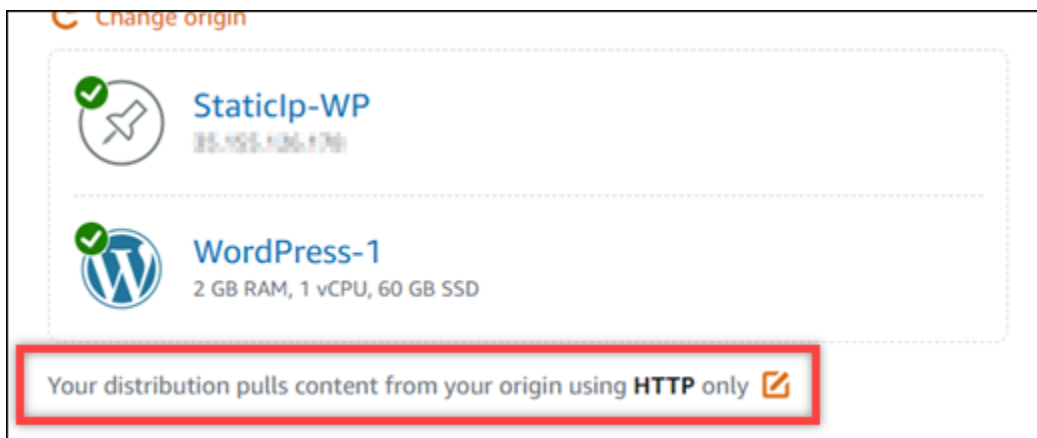 Change origin
StaticIp-WP
WordPress-1
2 GB RAM, 1 vCPU, 60 GB SSD
Your distribution pulls content from your origin using HTTP only